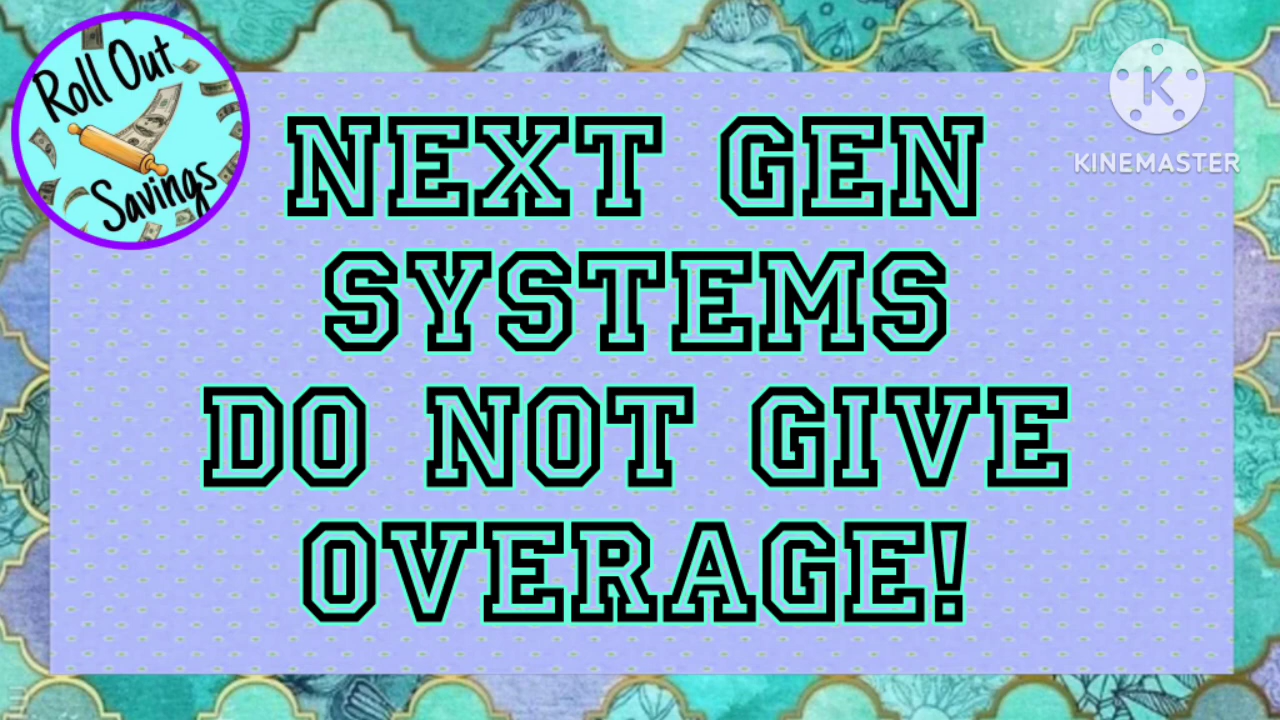 Roll Out
Savings
K
KINEMASTER
NEXT GEN
SYSTEMS
DO NOT GIVE
OVERAGE!